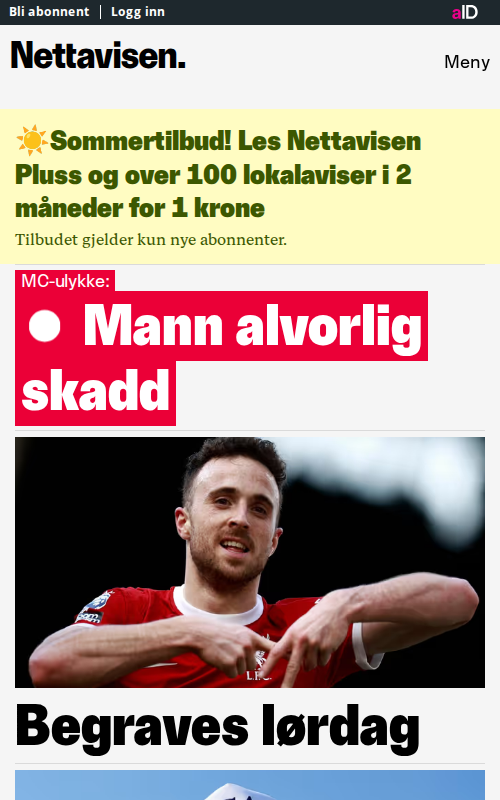 Bli abonnent
Logg inn
aID
Nettavisen.
Meny
Sommertilbud! Les Nettavisen
Pluss og over 100 lokalaviser i 2
måneder for 1 krone
Tilbudet gjelder kun nye abonnenter.
MC-ulykke:
Mann alvorlig
skadd
L.F.C.
Begraves lørdag